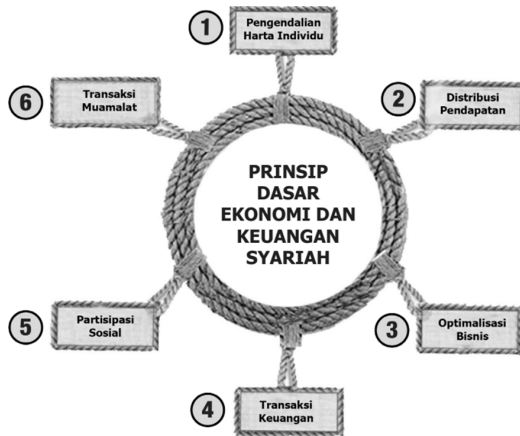 1
Pengendalian
Harta Individu
2
Distribusi
Pendapatan
3
Optimalisasi
Bisnis
4
Transaksi
Keuangan
5
Partisipasi
Sosial
6
Transaksi
Muamalat
PRINSIP
DASAR
EKONOMI DAN
KEUANGAN
SYARIAH